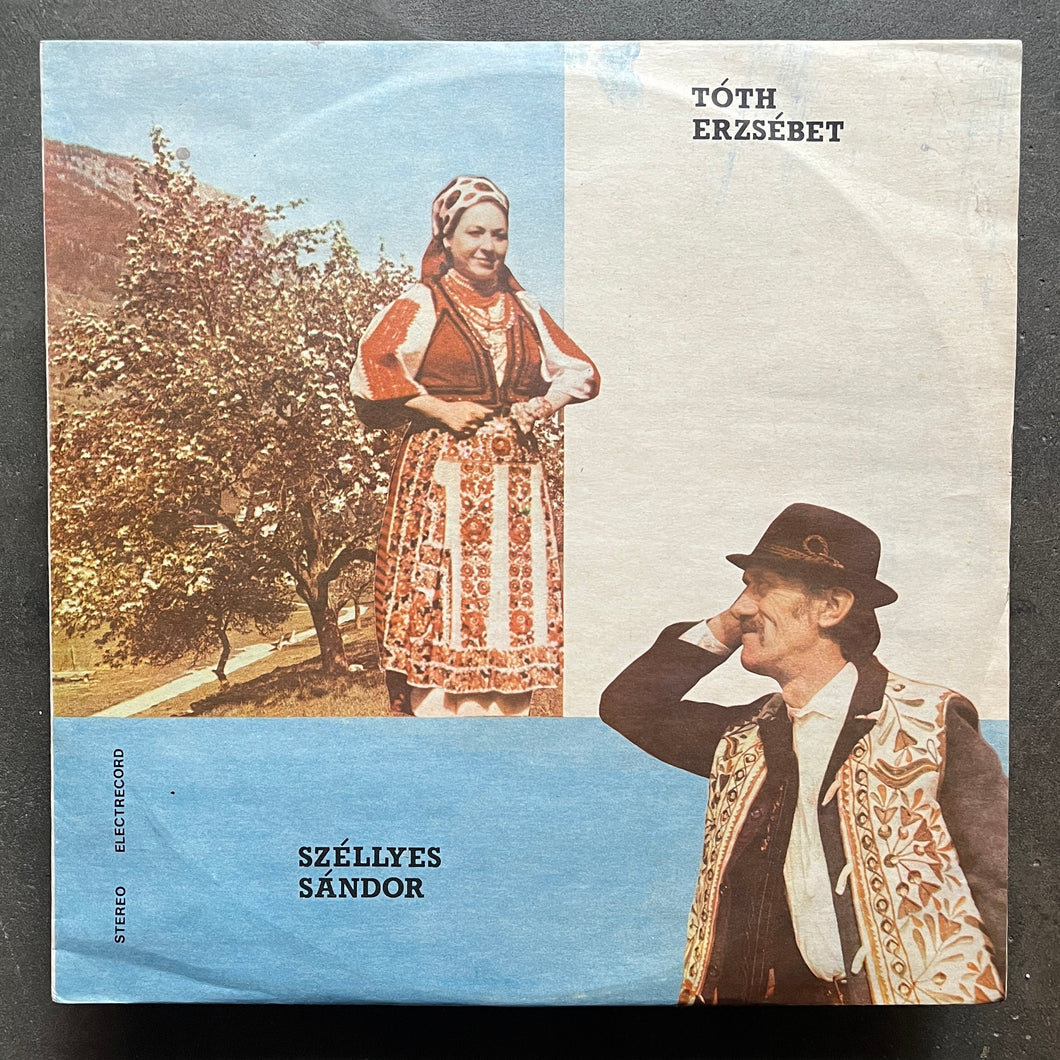 TÓTH
ERZSÉBET
SZÉLLYES
SÁNDOR
STEREO ELECTRECORD